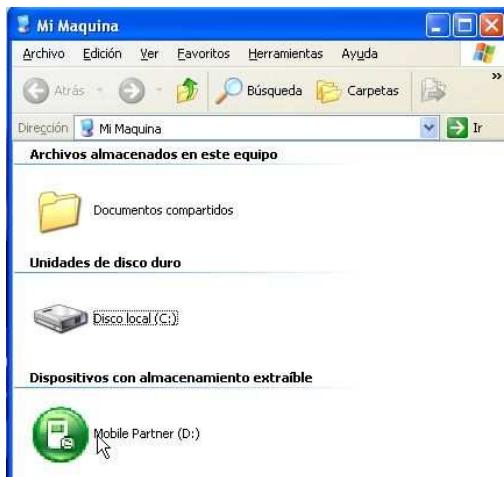 Mi Maquina
Archivo Edición Ver Favoritos Herramientas Ayuda
Atrás Búsqueda Carpetas »
Dirección Mi Maquina Ir
Archivos almacenados en este equipo
Documentos compartidos
Unidades de disco duro
Disco local (C:)
Dispositivos con almacenamiento extraíble
Mobile Partner (D:)